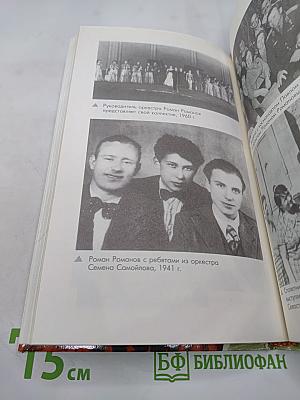 ▲ Руководитель оркестра Роман Романов
представляет свой коллектив, 1960 г.
▲ Роман Романов с ребятами из оркестра
Семена Самойлова, 1941 г.
15 см
БФ БИБЛИОФАН